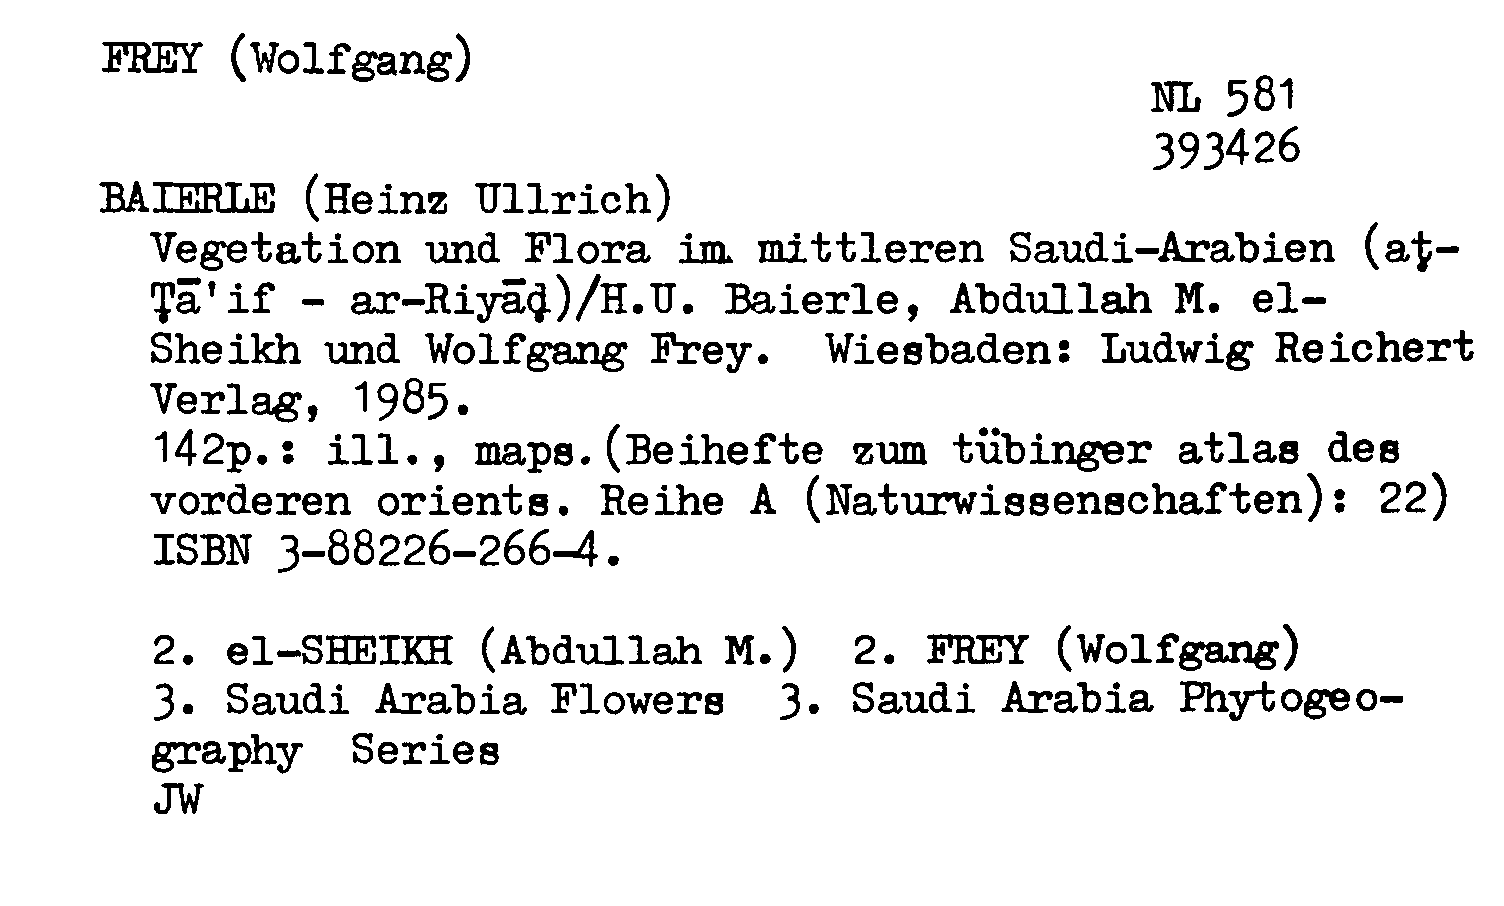 FREY (Wolfgang)
NL 581
393426
BAIERLE (Heinz Ullrich)
Vegetation und Flora im mittleren Saudi-Arabien (aṭ-
Ṭā'if - ar-Riyāḍ)/H.U. Baierle, Abdullah M. el-
Sheikh und Wolfgang Frey. Wiesbaden: Ludwig Reichert
Verlag, 1985.
142p.: ill., maps.(Beihefte zum tübinger atlas des
vorderen orients. Reihe A (Naturwissenschaften): 22)
ISBN 3-88226-266-4.
2. el-SHEIKH (Abdullah M.) 2. FREY (Wolfgang)
3. Saudi Arabia Flowers 3. Saudi Arabia Phytogeo-
graphy Series
JW